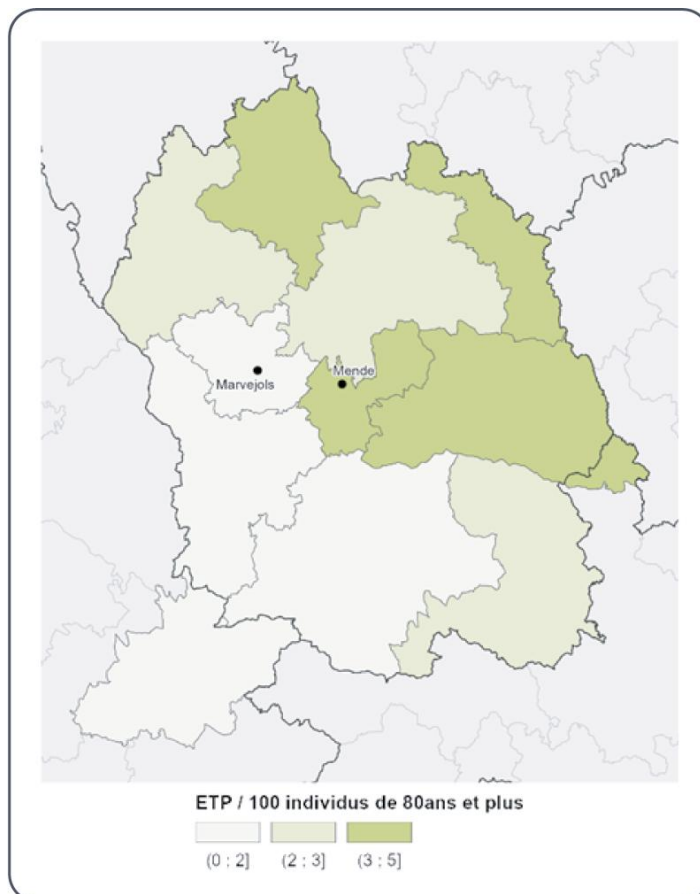 Mende
Marvejols
ETP / 100 individus de 80ans et plus
(0 : 2] (2 : 3] (3 : 5]